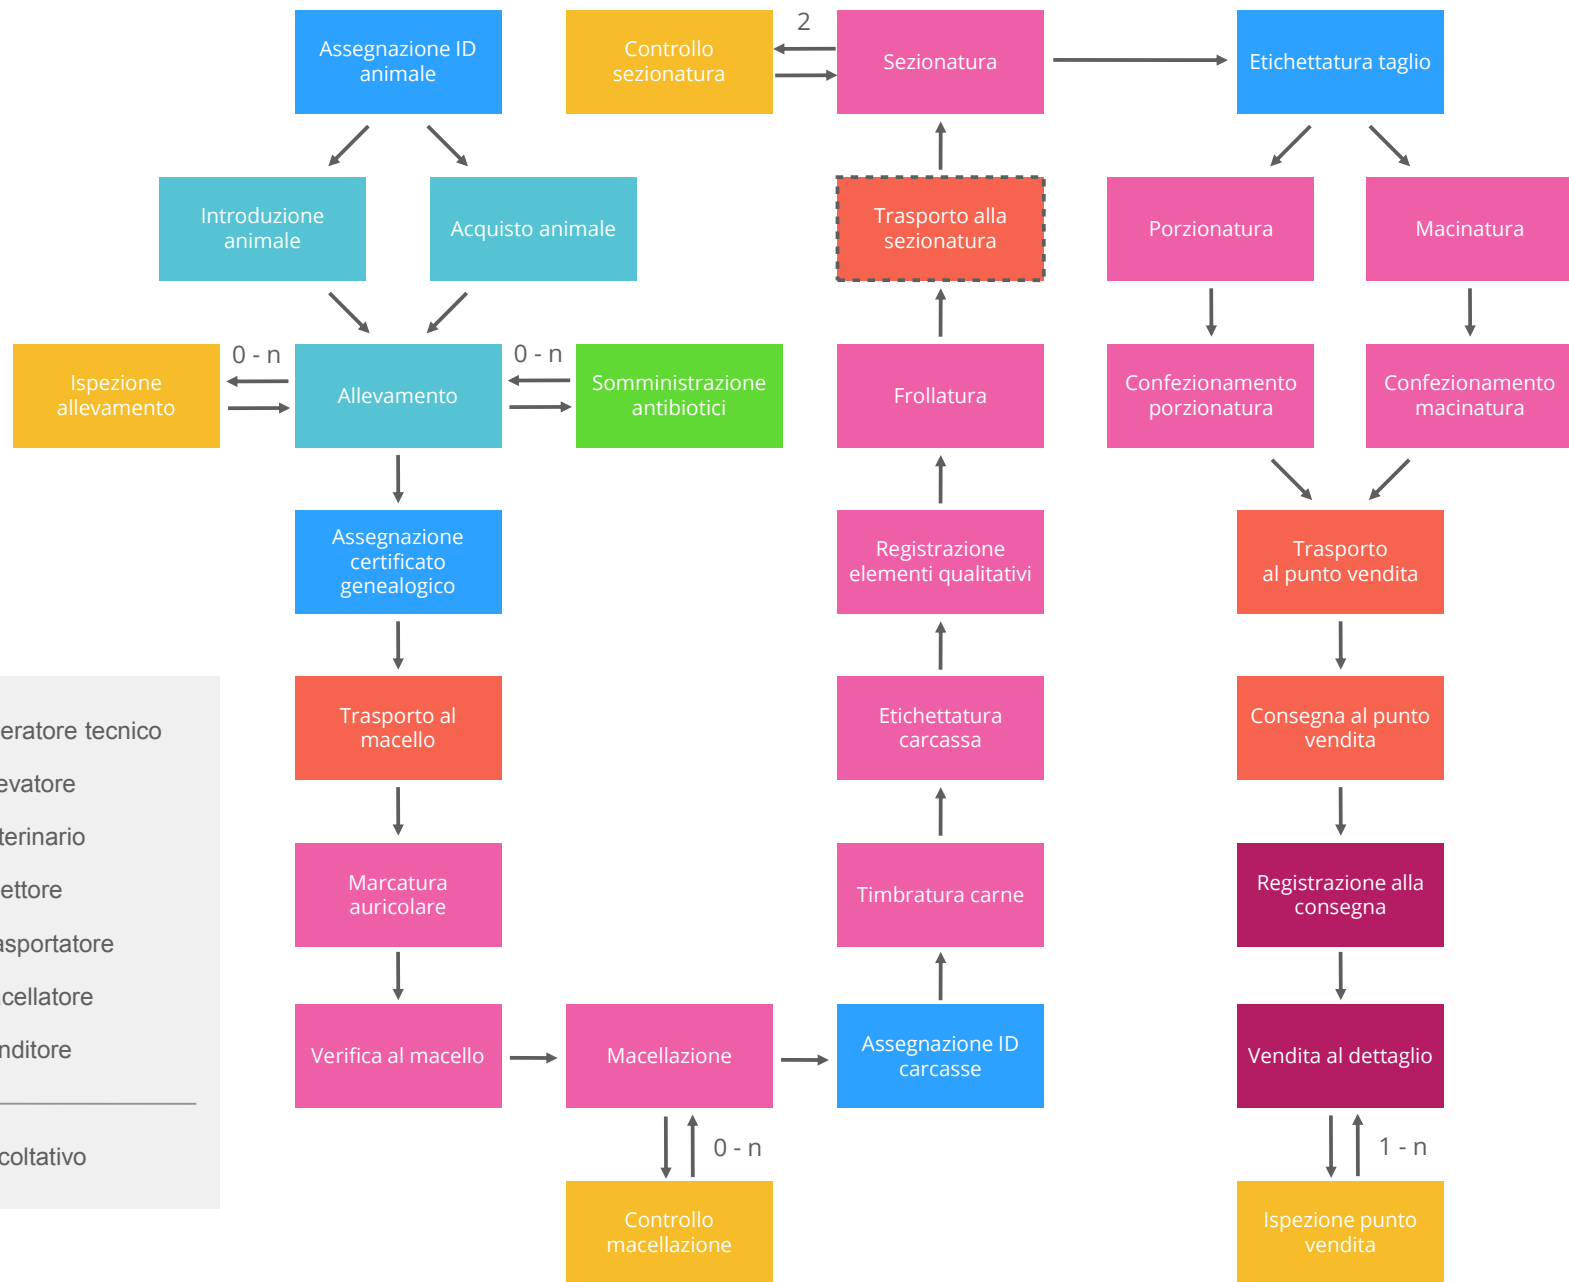 Assegnazione ID
animale
Controllo
sezionatura
2
Sezionatura
Etichettatura taglio
Introduzione
animale
Acquisto animale
Trasporto alla
sezionatura
Porzionatura
Macinatura
Ispezione
allevamento
0 - n
Allevamento
0 - n
Somministrazione
antibiotici
Frollatura
Confezionamento
porzionatura
Confezionamento
macinatura
Assegnazione
certificato
genealogico
Registrazione
elementi qualitativi
Trasporto
al punto vendita
Trasporto al
macello
Etichettatura
carcassa
Consegna al punto
vendita
Marcatura
auricolare
Timbratura carne
Registrazione alla
consegna
Verifica al macello
Macellazione
Assegnazione ID
carcasse
Vendita al dettaglio
0 - n
1 - n
Controllo
macellazione
Ispezione punto
vendita
eratore tecnico
evatore
terinario
ettore
asportatore
cellatore
nditore
coltativo